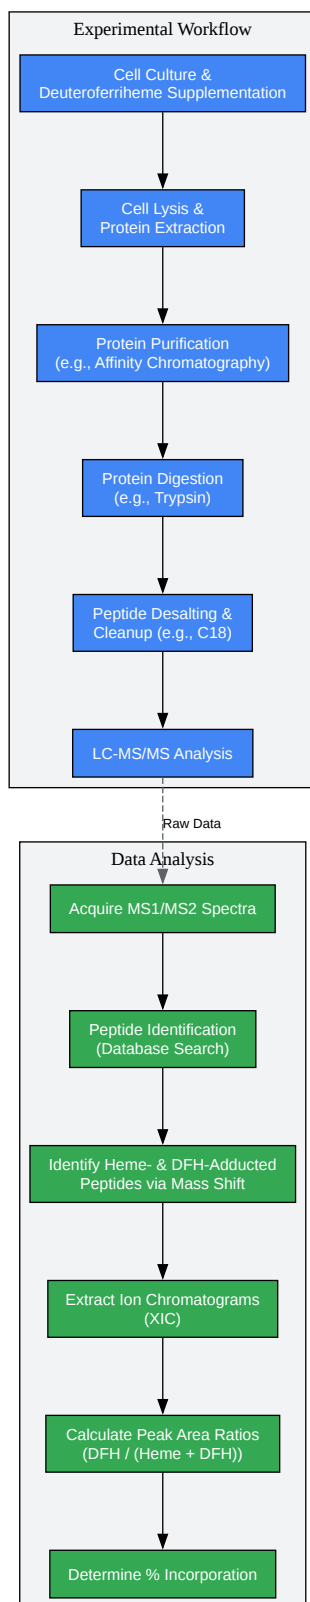 Experimental Workflow
Cell Culture &
Deuteroferriheme Supplementation
Cell Lysis &
Protein Extraction
Protein Purification
(e.g., Affinity Chromatography)
Protein Digestion
(e.g., Trypsin)
Peptide Desalting &
Cleanup (e.g., C18)
LC-MS/MS Analysis
Raw Data
Data Analysis
Acquire MS1/MS2 Spectra
Peptide Identification
(Database Search)
Identify Heme- & DFH-Adducted
Peptides via Mass Shift
Extract Ion Chromatograms
(XIC)
Calculate Peak Area Ratios
(DFH / (Heme + DFH))
Determine % Incorporation